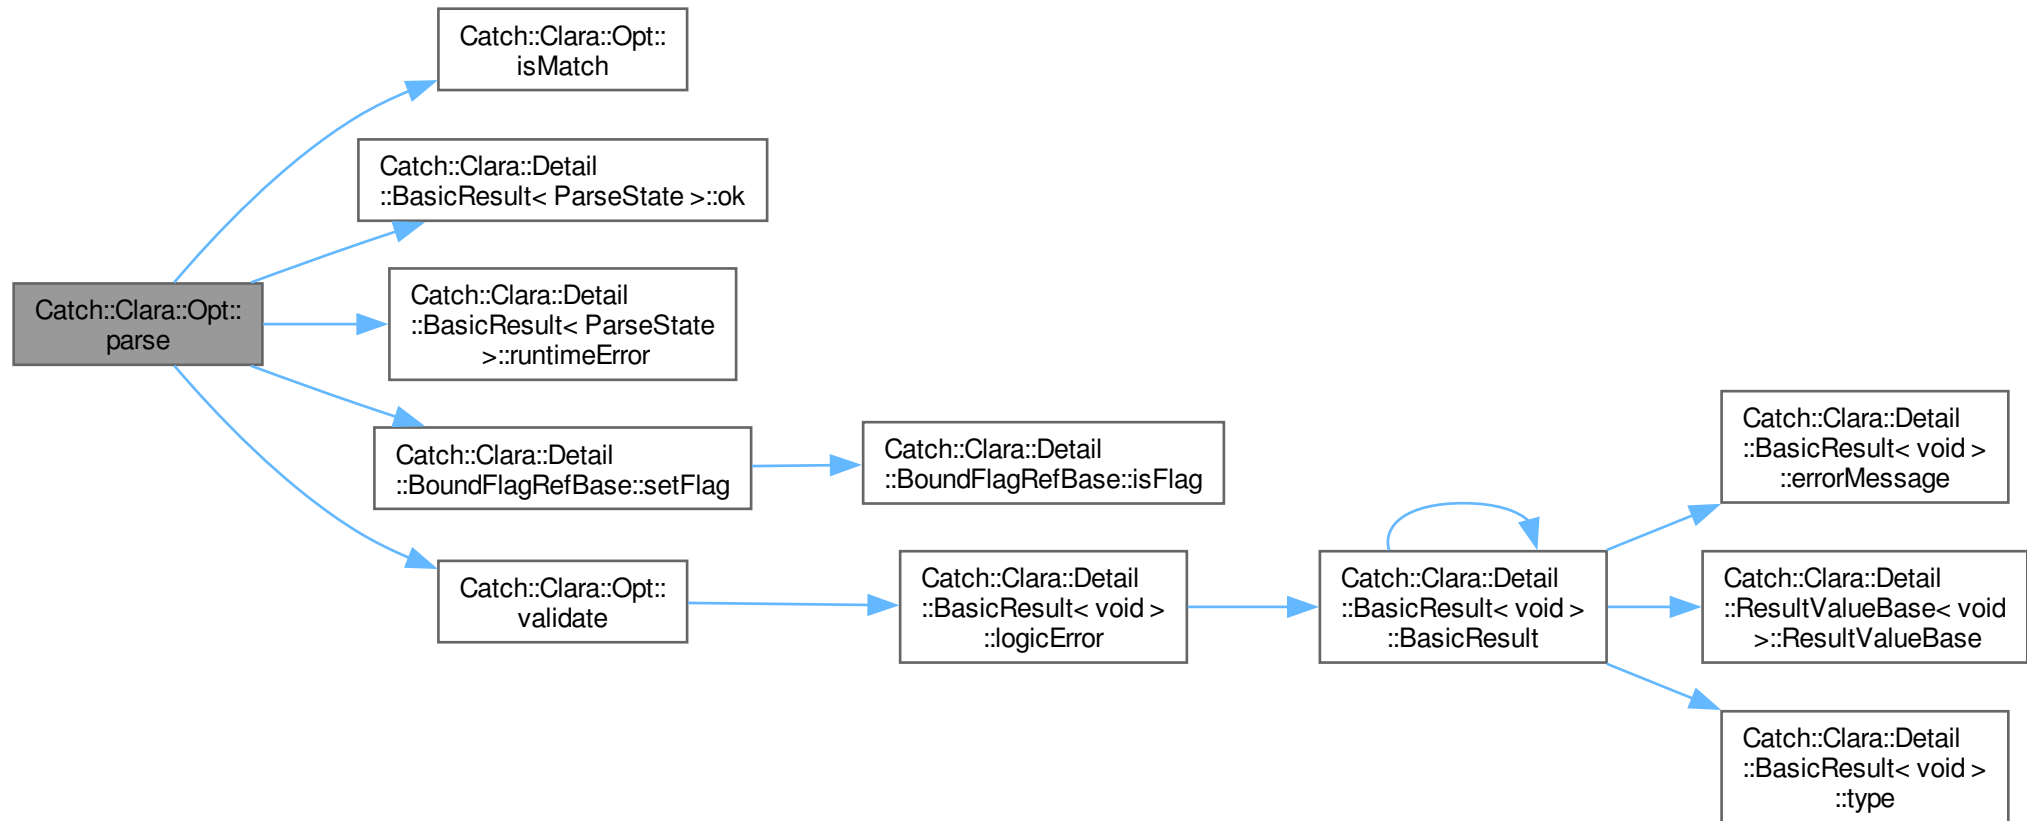 Catch::Clara::Opt::
isMatch
Catch::Clara::Detail
::BasicResult< ParseState >::ok
Catch::Clara::Opt::
parse
Catch::Clara::Detail
::BasicResult< ParseState
>::runtimeError
Catch::Clara::Detail
::BoundFlagRefBase::setFlag
Catch::Clara::Detail
::BoundFlagRefBase::isFlag
Catch::Clara::Opt::
validate
Catch::Clara::Detail
::BasicResult< void >
::logicError
Catch::Clara::Detail
::BasicResult< void >
::BasicResult
Catch::Clara::Detail
::BasicResult< void >
::errorMessage
Catch::Clara::Detail
::ResultValueBase< void
>::ResultValueBase
Catch::Clara::Detail
::BasicResult< void >
::type